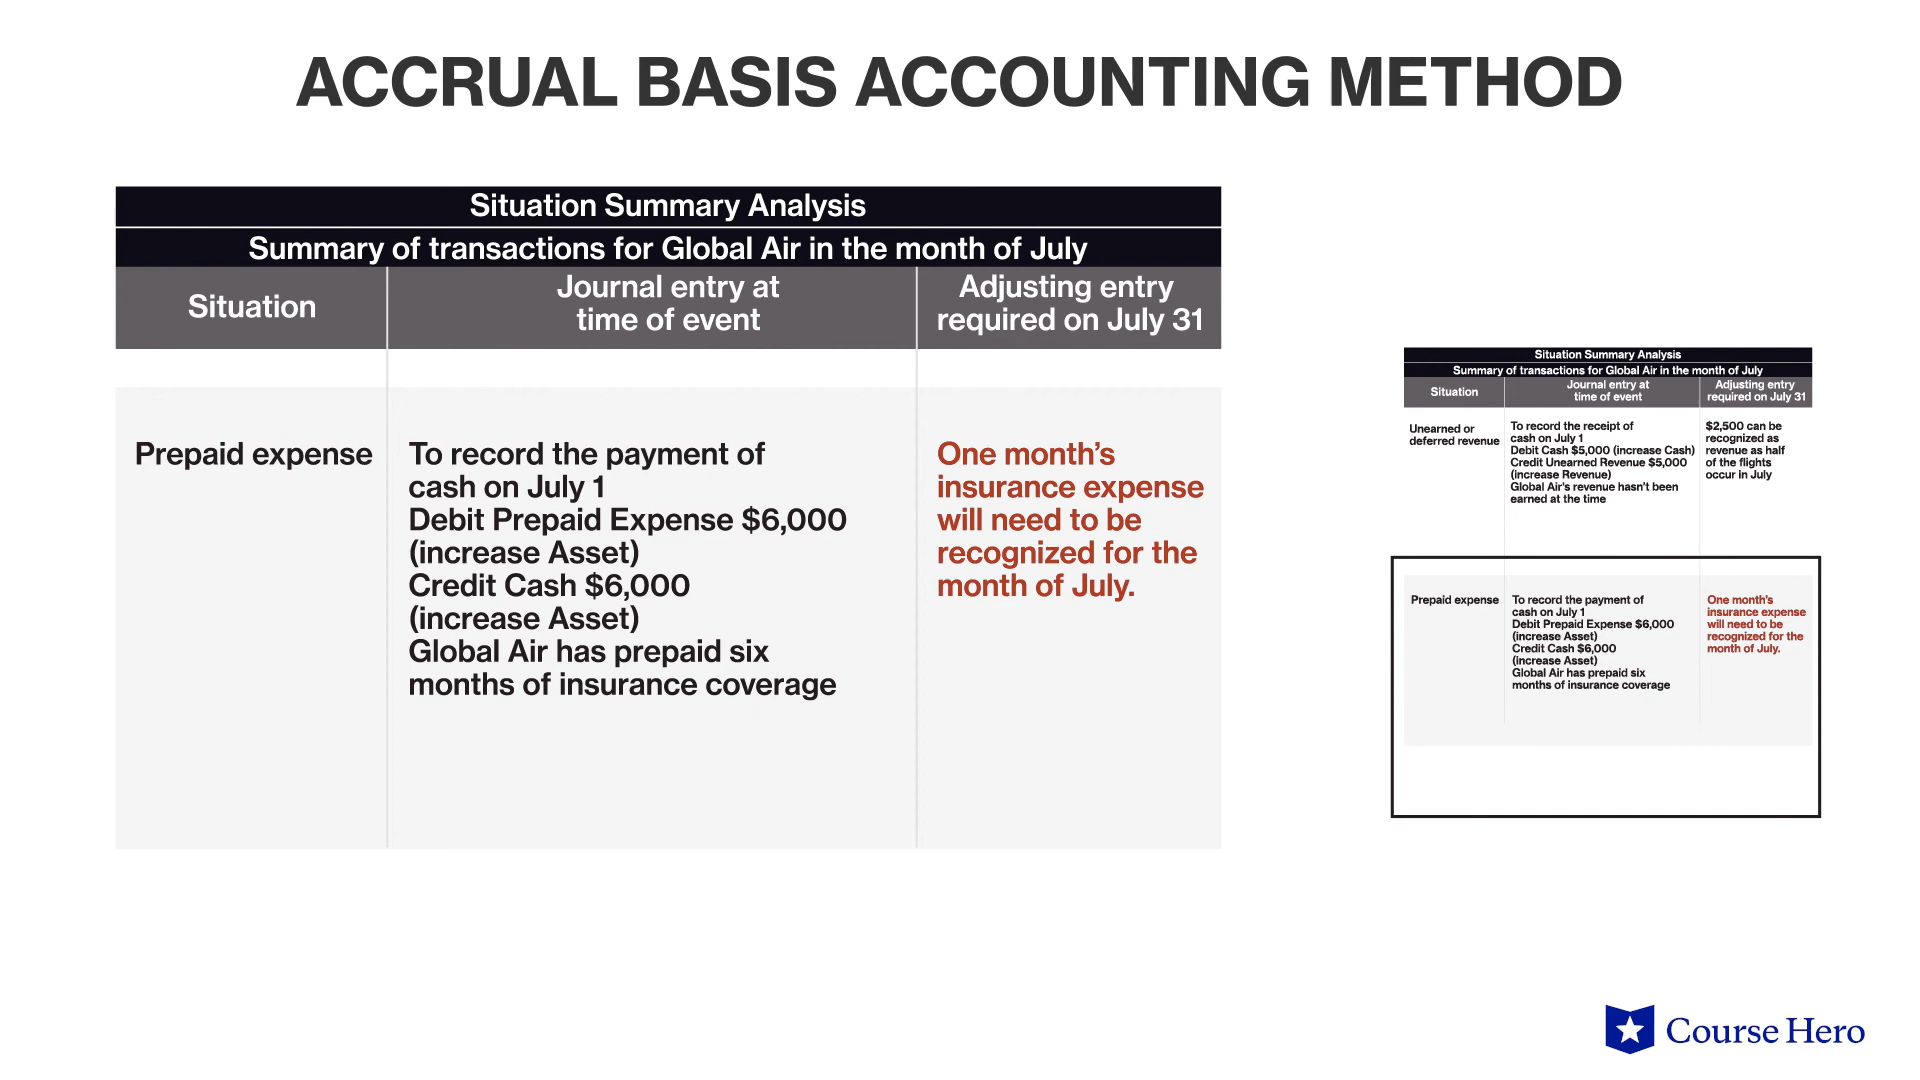 ACCRUAL BASIS ACCOUNTING METHOD
Situation Summary Analysis
Summary of transactions for Global Air in the month of July
Situation
Journal entry at
time of event
Adjusting entry
required on July 31
Prepaid expense
To record the payment of
cash on July 1
Debit Prepaid Expense $6,000
(increase Asset)
Credit Cash $6,000
(increase Asset)
Global Air has prepaid six
months of insurance coverage
One month’s
insurance expense
will need to be
recognized for the
month of July.
Situation Summary Analysis
Summary of transactions for Global Air in the month of July
Situation
Journal entry at
time of event
Adjusting entry
required on July 31
Unearned or
deferred revenue
To record the receipt of
cash on July 1
Debit Cash $5,000 (increase Cash)
Credit Unearned Revenue $5,000
(increase Revenue)
Global Air’s revenue hasn’t been
earned at the time
$2,500 can be
recognized as
revenue as half
of the flights
occur in July
Prepaid expense
To record the payment of
cash on July 1
Debit Prepaid Expense $6,000
(increase Asset)
Credit Cash $6,000
(increase Asset)
Global Air has prepaid six
months of insurance coverage
One month’s
insurance expense
will need to be
recognized for the
month of July.
Course Hero